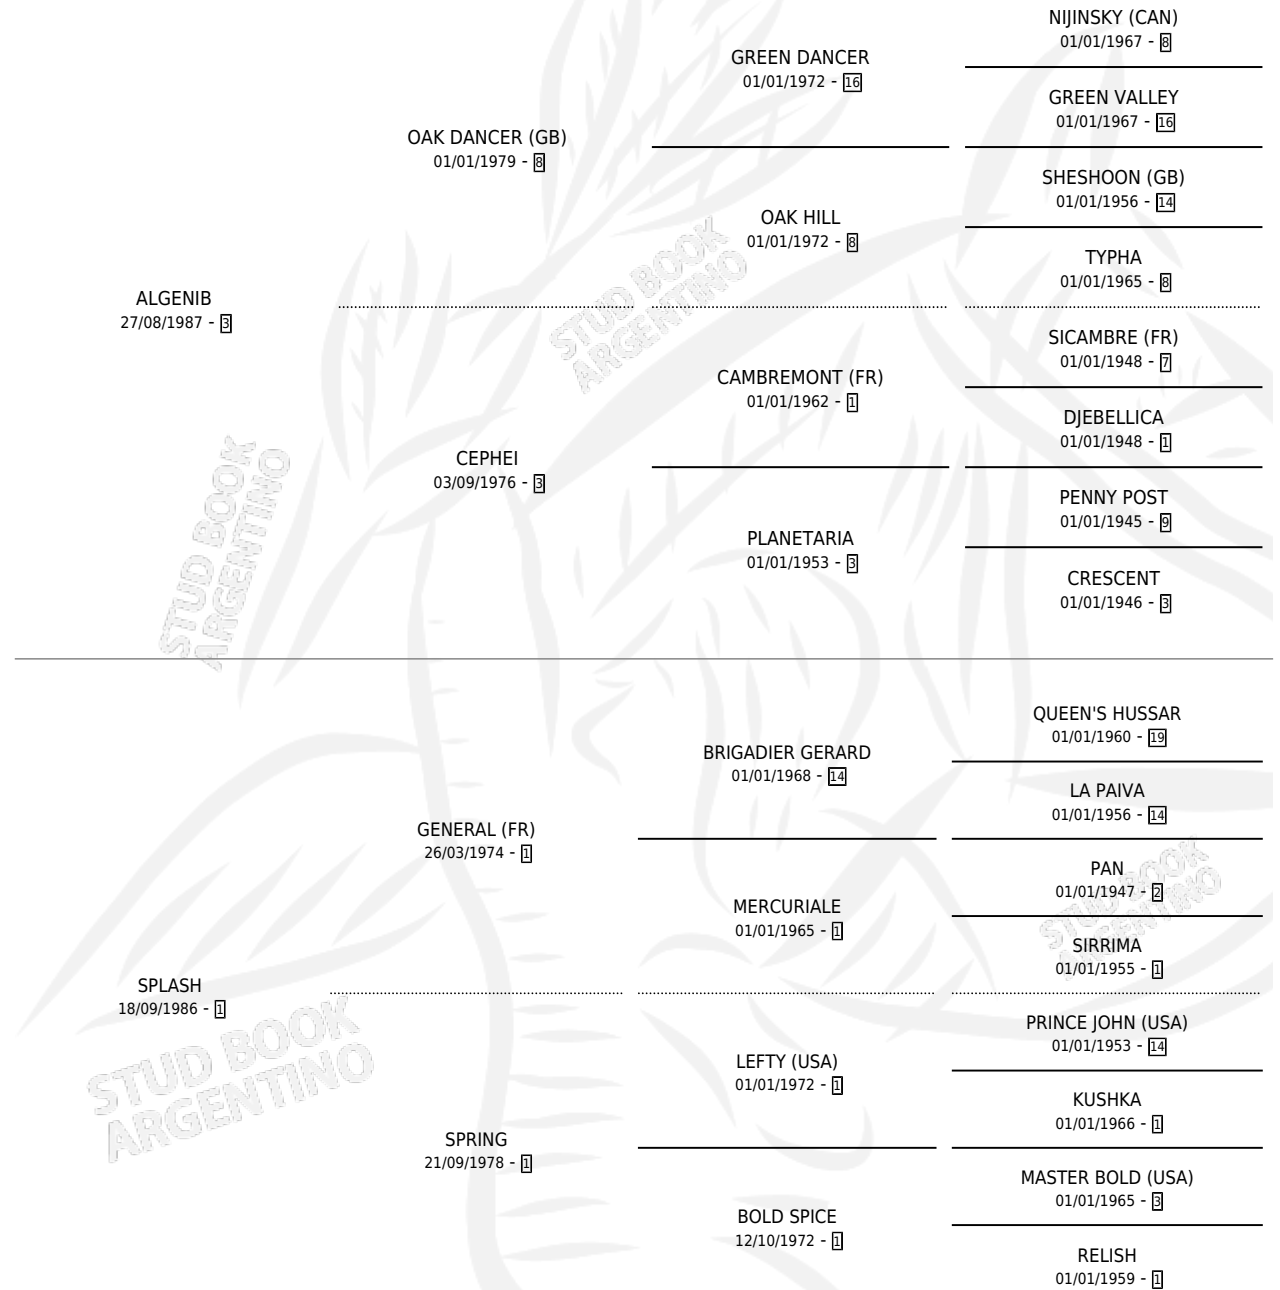 NIJINSKY (CAN)
01/01/1967 - 8
GREEN DANCER
01/01/1972 - 16
GREEN VALLEY
01/01/1967 - 16
OAK DANCER (GB)
01/01/1979 - 8
SHESHOON (GB)
01/01/1956 - 14
OAK HILL
01/01/1972 - 8
TYPHA
01/01/1965 - 8
ALGENIB
27/08/1987 - 3
STUD BOOK
ARGENTINO
SICAMBRE (FR)
01/01/1948 - 7
CAMBREMONT (FR)
01/01/1962 - 1
DJEBELLICA
01/01/1948 - 1
CEPHEI
03/09/1976 - 3
PENNY POST
01/01/1945 - 9
PLANETARIA
01/01/1953 - 3
CRESCENT
01/01/1946 - 3
STUD BOOK
ARGENTINO
QUEEN'S HUSSAR
01/01/1960 - 19
BRIGADIER GERARD
01/01/1968 - 14
LA PAIVA
01/01/1956 - 14
GENERAL (FR)
26/03/1974 - 1
PAN
01/01/1947 - 2
MERCURIALE
01/01/1965 - 1
SIRRIMA
01/01/1955 - 1
STUD BOOK
ARGENTINO
SPLASH
18/09/1986 - 1
PRINCE JOHN (USA)
01/01/1953 - 14
LEFTY (USA)
01/01/1972 - 1
KUSHKA
01/01/1966 - 1
STUD BOOK
ARGENTINO
SPRING
21/09/1978 - 1
MASTER BOLD (USA)
01/01/1965 - 3
BOLD SPICE
12/10/1972 - 1
RELISH
01/01/1959 - 1